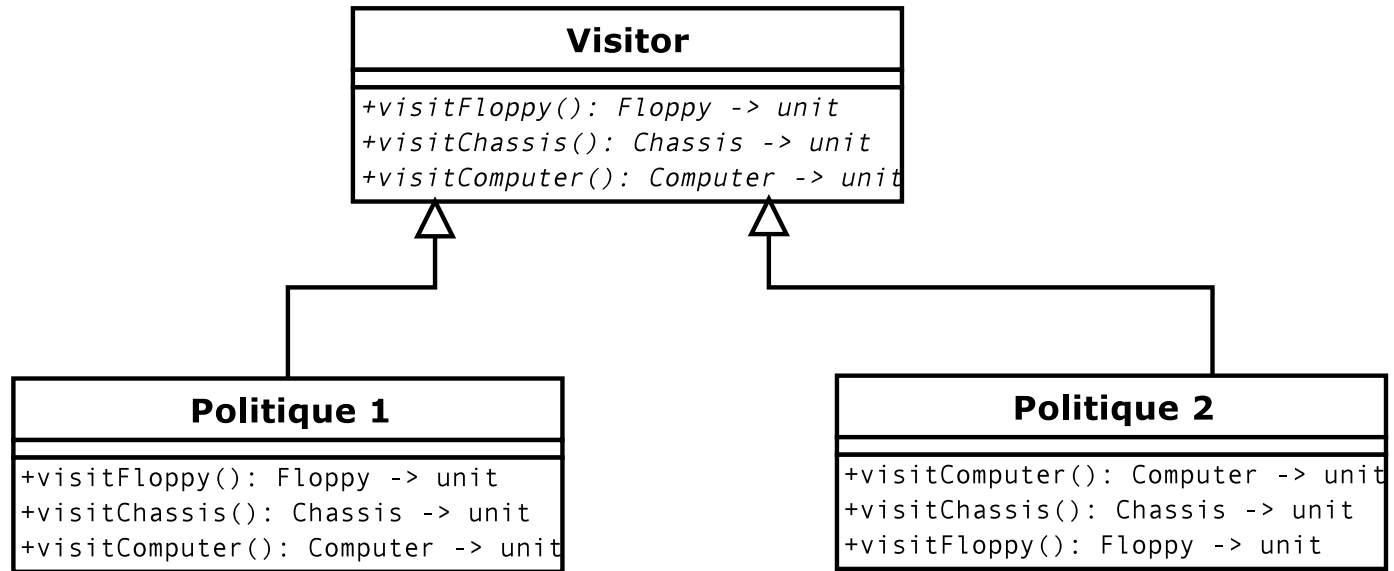 Visitor
+visitFloppy(): Floppy -> unit
+visitChassis(): Chassis -> unit
+visitComputer(): Computer -> unit
Politique 1
+visitFloppy(): Floppy -> unit
+visitChassis(): Chassis -> unit
+visitComputer(): Computer -> unit
Politique 2
+visitComputer(): Computer -> unit
+visitChassis(): Chassis -> unit
+visitFloppy(): Floppy -> unit